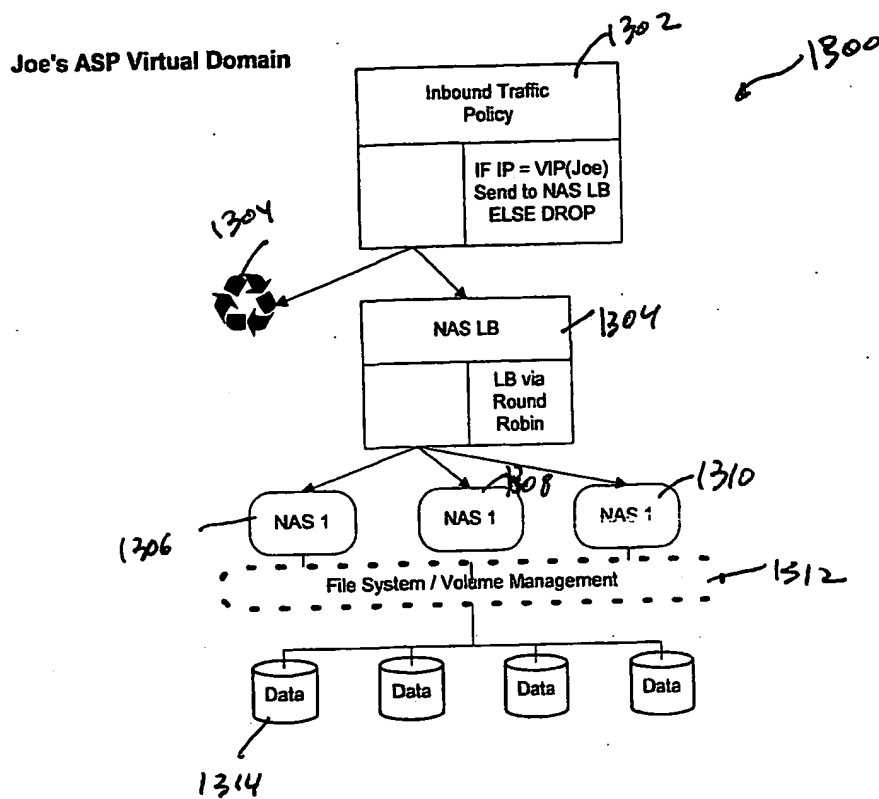 1302
1300
Joe's ASP Virtual Domain
Inbound Traffic
Policy
IF IP = VIP(Joe)
Send to NAS LB
ELSE DROP
1304
NAS LB
1304
LB via
Round
Robin
1308
1310
NAS 1
NAS 1
NAS 1
1306
File System / Volume Management
1312
Data
Data
Data
Data
1314